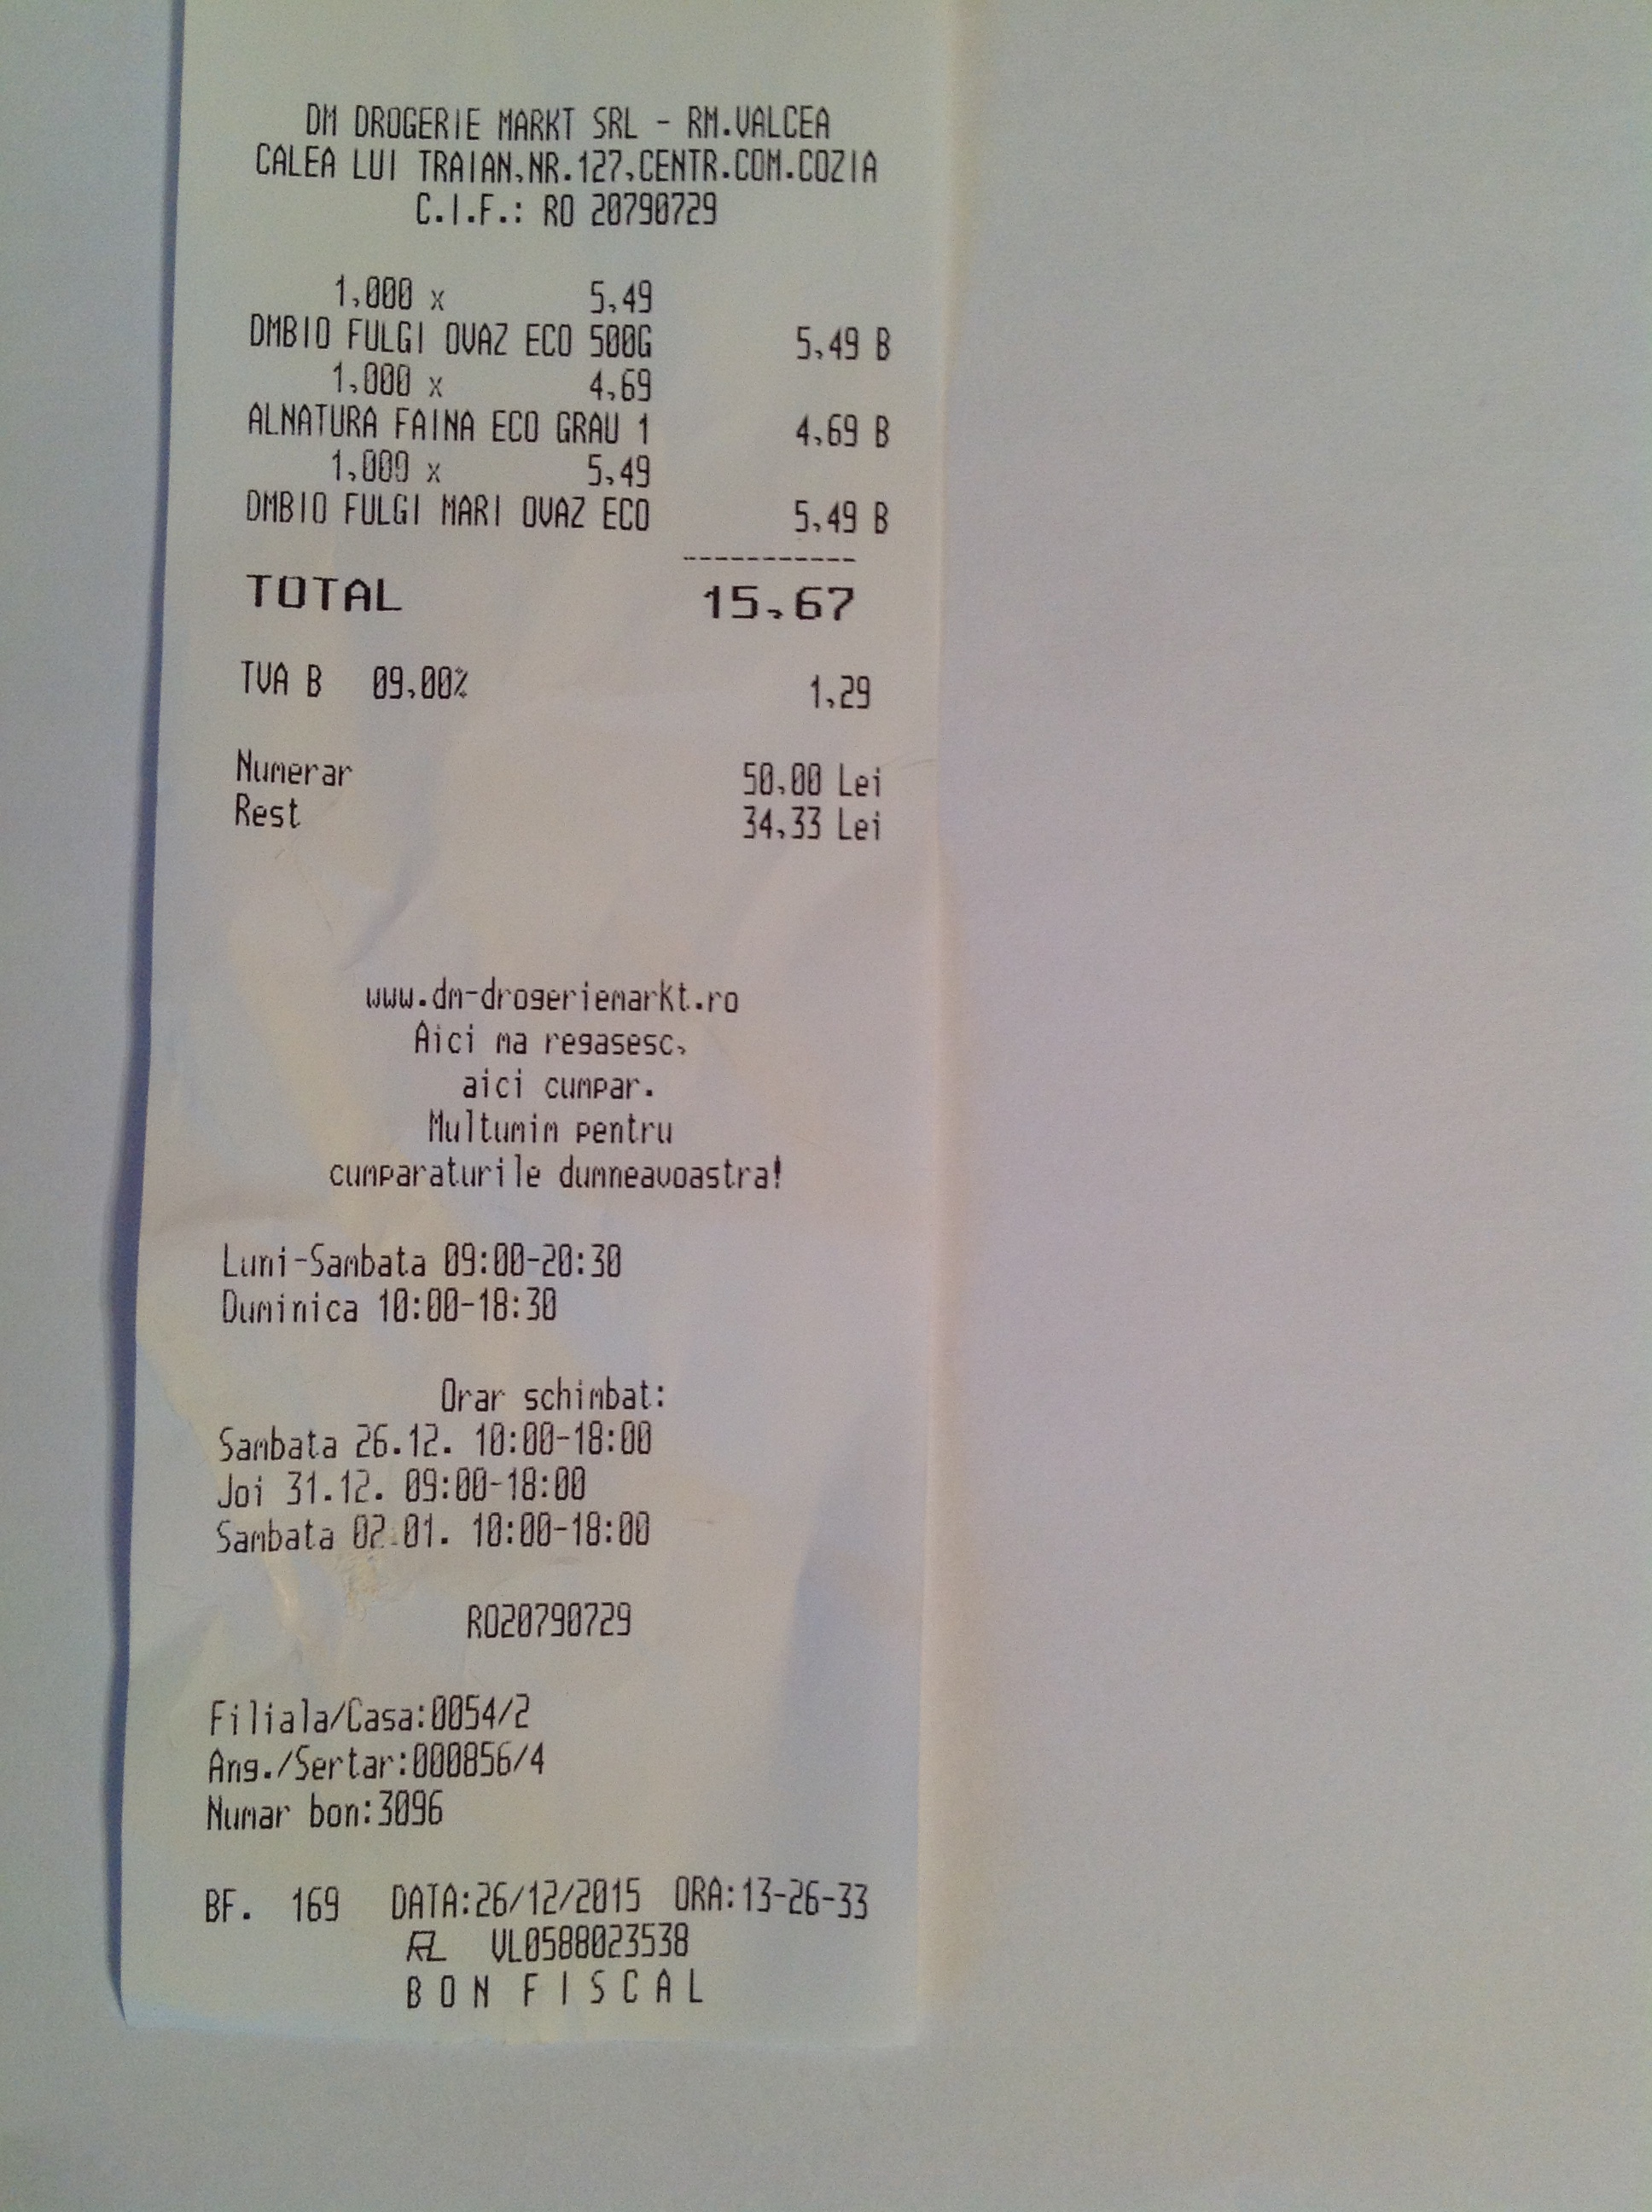 DM DROGERIE MARKT SRL - RM.VALCEA
CALEA LUI TRAIAN,NR.127,CENTR.COM.COZIA
C.I.F.: RO 20790729
1,000 x 5,49
DMBIO FULGI OVAZ ECO 500G 5,49 B
1,000 x 4,69
ALNATURA FAINA ECO GRAU 1 4,69 B
1,000 x 5,49
DMBIO FULGI MARI OVAZ ECO 5,49 B
-----------
TOTAL 15,67
TVA B 09,00% 1,29
Numerar 50,00 Lei
Rest 34,33 Lei
www.dm-drogeriemarkt.ro
Aici ma regasesc,
aici cumpar.
Multumim pentru
cumparaturile dumneavoastra!
Luni-Sambata 09:00-20:30
Duminica 10:00-18:30
Orar schimbat:
Sambata 26.12. 10:00-18:00
Joi 31.12. 09:00-18:00
Sambata 02.01. 10:00-18:00
RO20790729
Filiala/Casa:0054/2
Ang./Sertar:000856/4
Numar bon:3096
BF. 169 DATA:26/12/2015 ORA:13-26-33
VL0588023538
BON FISCAL